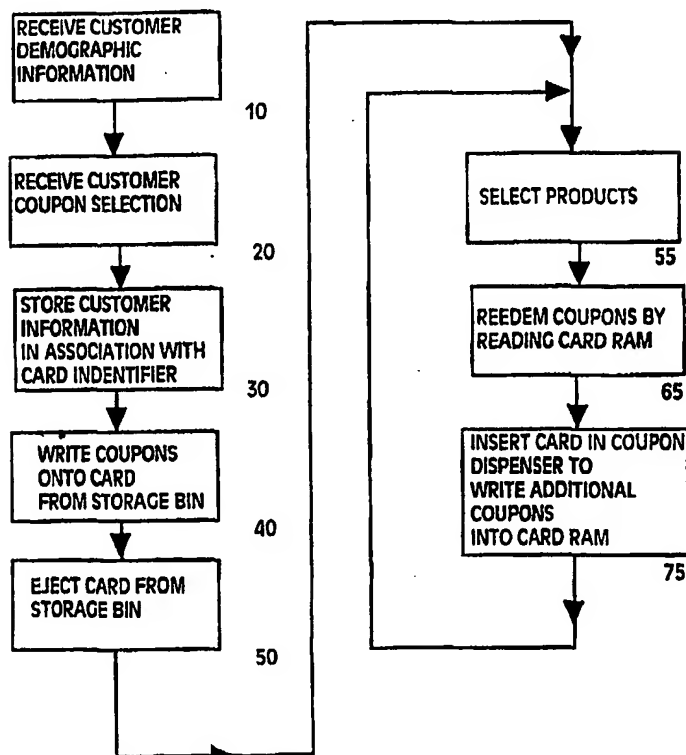 RECEIVE CUSTOMER
DEMOGRAPHIC
INFORMATION
10
RECEIVE CUSTOMER
COUPON SELECTION
20
STORE CUSTOMER
INFORMATION
IN ASSOCIATION WITH
CARD INDENTIFIER
30
WRITE COUPONS
ONTO CARD
FROM STORAGE BIN
40
EJECT CARD FROM
STORAGE BIN
50
SELECT PRODUCTS
55
REEDEM COUPONS BY
READING CARD RAM
65
INSERT CARD IN COUPON
DISPENSER TO
WRITE ADDITIONAL
COUPONS
INTO CARD RAM
75